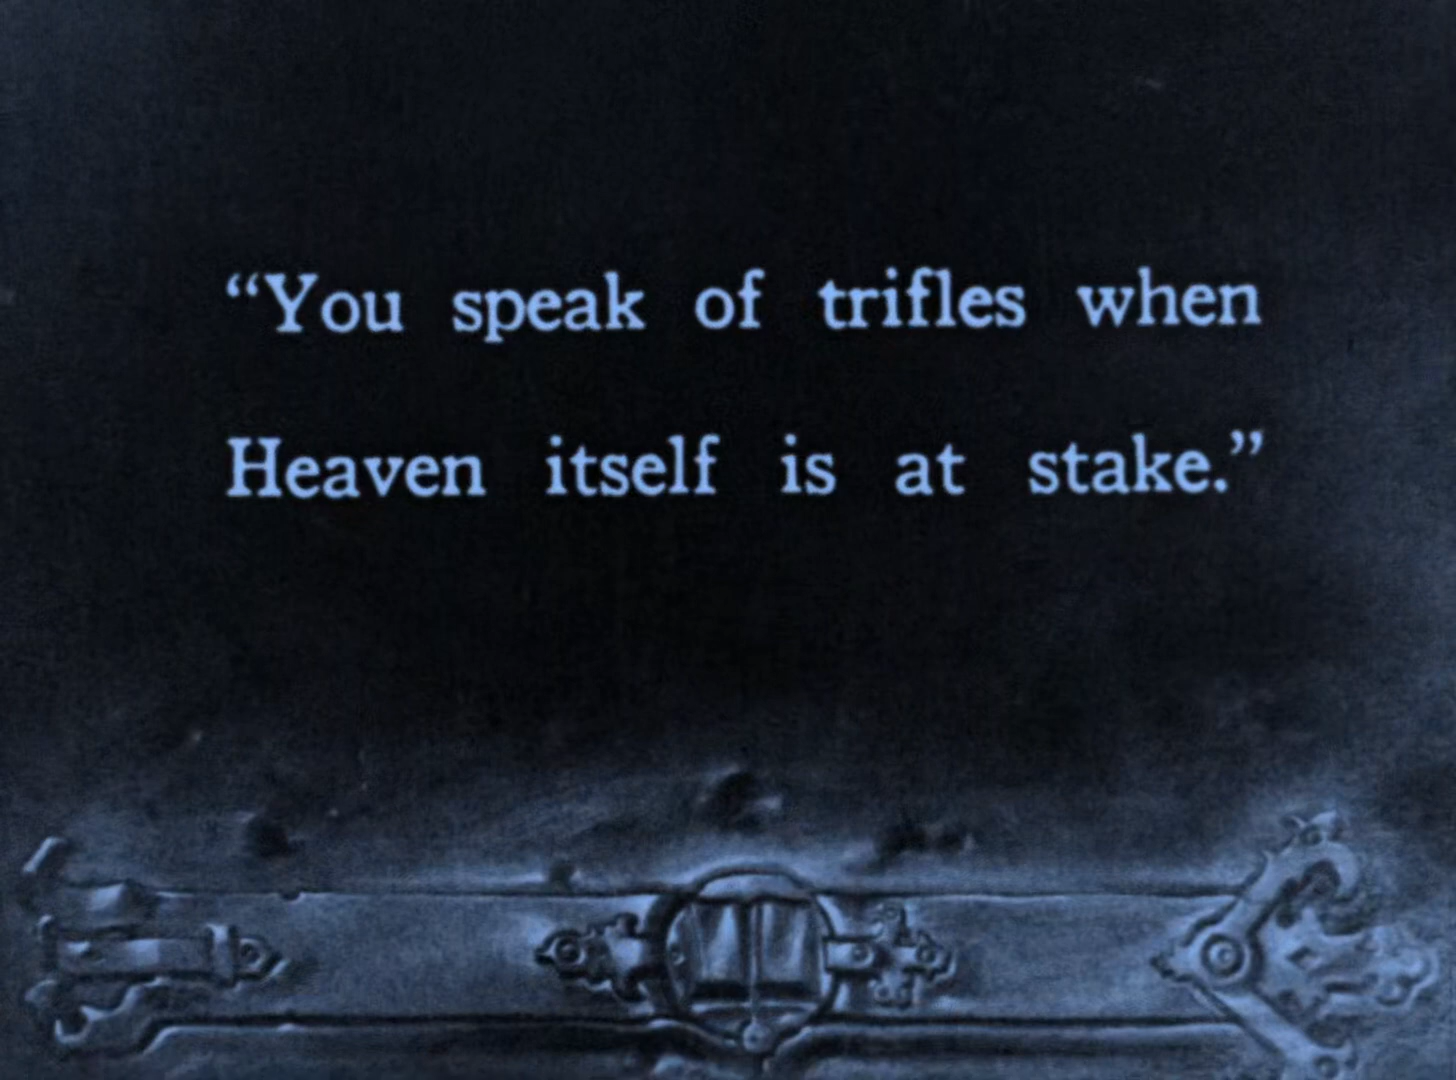 “You speak of trifles when
Heaven itself is at stake.”